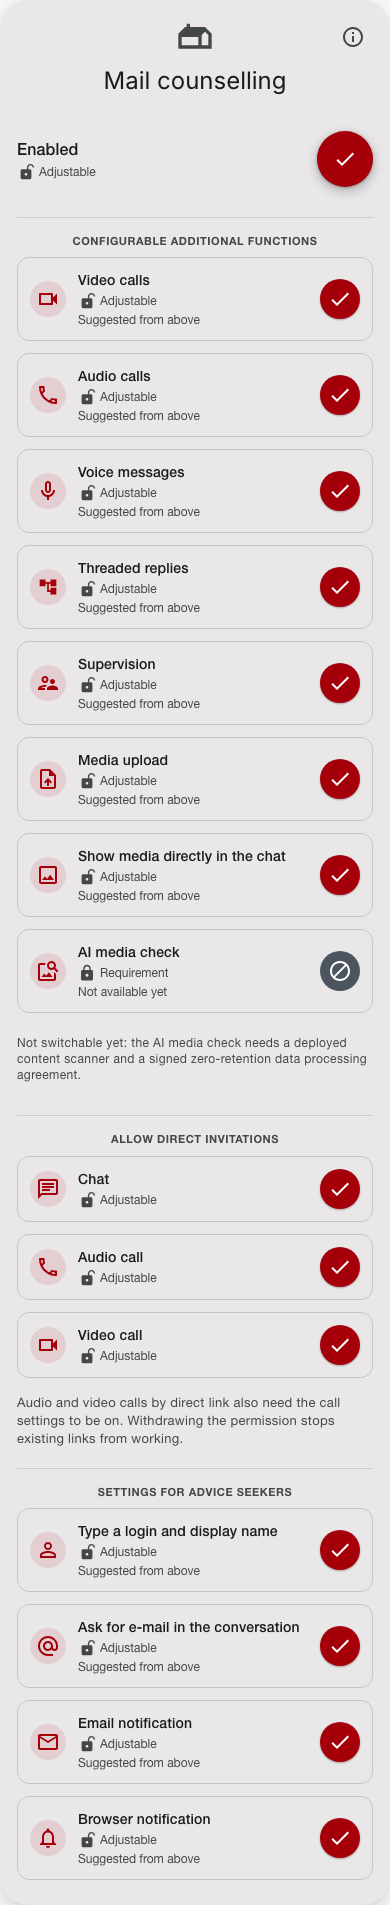 Mail counselling
Enabled
Adjustable
CONFIGURABLE ADDITIONAL FUNCTIONS
Video calls
Adjustable
Suggested from above
Audio calls
Adjustable
Suggested from above
Voice messages
Adjustable
Suggested from above
Threaded replies
Adjustable
Suggested from above
Supervision
Adjustable
Suggested from above
Media upload
Adjustable
Suggested from above
Show media directly in the chat
Adjustable
Suggested from above
AI media check
Requirement
Not available yet
Not switchable yet: the AI media check needs a deployed
content scanner and a signed zero-retention data processing
agreement.
ALLOW DIRECT INVITATIONS
Chat
Adjustable
Audio call
Adjustable
Video call
Adjustable
Audio and video calls by direct link also need the call
settings to be on. Withdrawing the permission stops
existing links from working.
SETTINGS FOR ADVICE SEEKERS
Type a login and display name
Adjustable
Suggested from above
Ask for e-mail in the conversation
Adjustable
Suggested from above
Email notification
Adjustable
Suggested from above
Browser notification
Adjustable
Suggested from above